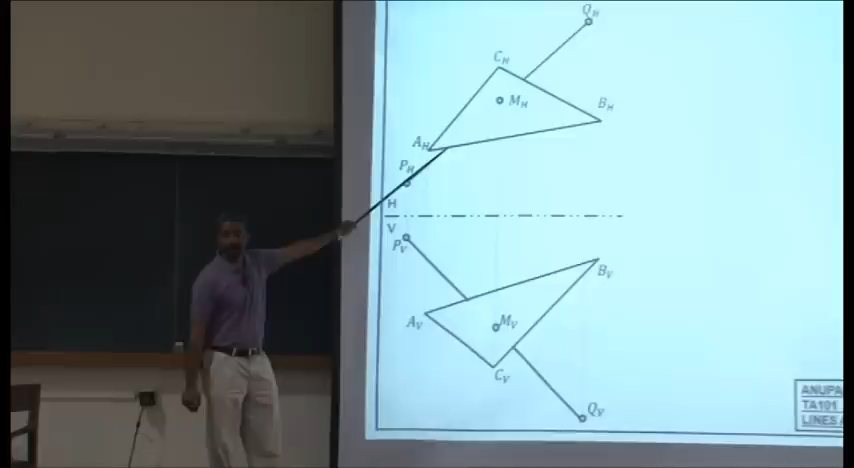 Q_H
C_H
M_H
B_H
A_H
P_H
H
V
P_V
B_V
A_V
M_V
C_V
Q_V
ANUPA
TA101
LINES